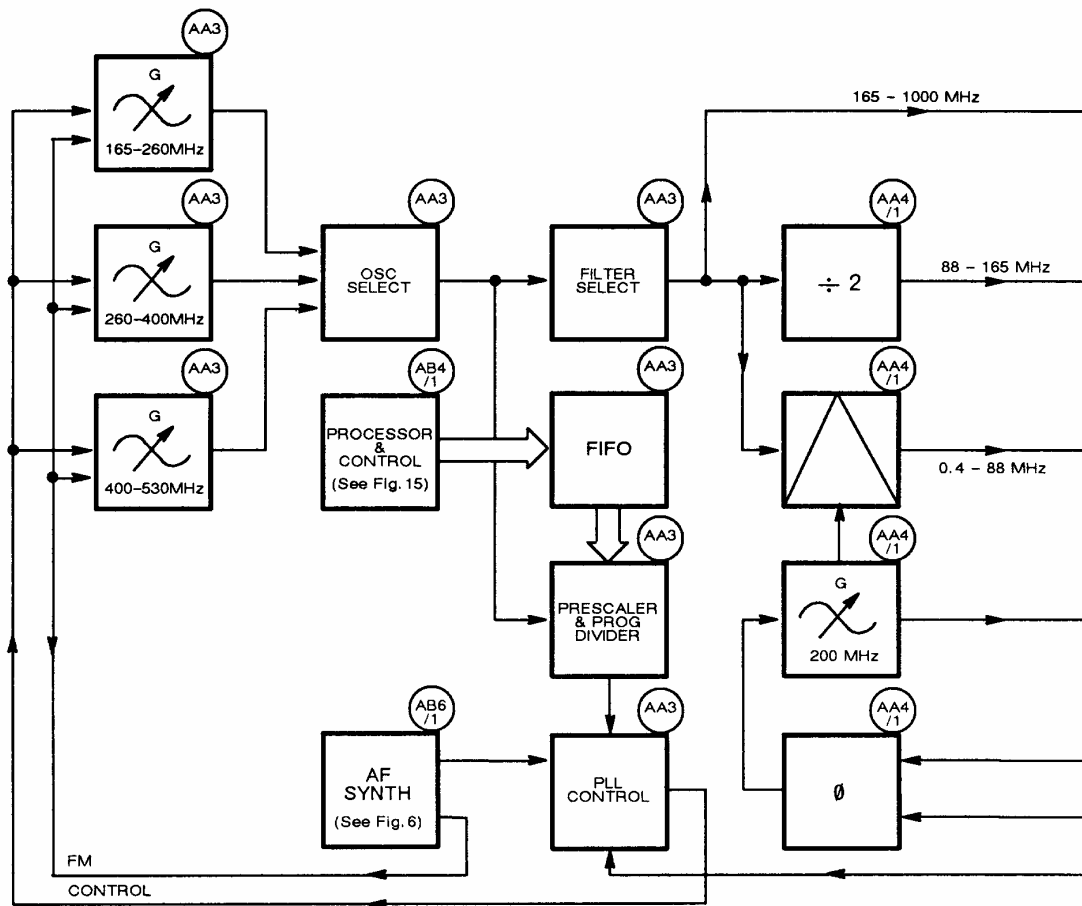 AA3
G
165-260MHz
165 - 1000 MHz
AA3
G
260-400MHz
AA3
OSC
SELECT
AA3
FILTER
SELECT
AA4
/1
÷ 2
88 - 165 MHz
AA3
G
400-530MHz
AB4
/1
PROCESSOR
&
CONTROL
(See Fig. 15)
AA3
FIFO
AA4
/1
0.4 - 88 MHz
AA3
PRESCALER
& PROG
DIVIDER
AA4
/1
G
200 MHz
AB6
/1
AF
SYNTH
(See Fig. 6)
AA3
PLL
CONTROL
AA4
/1
Ø
FM
CONTROL